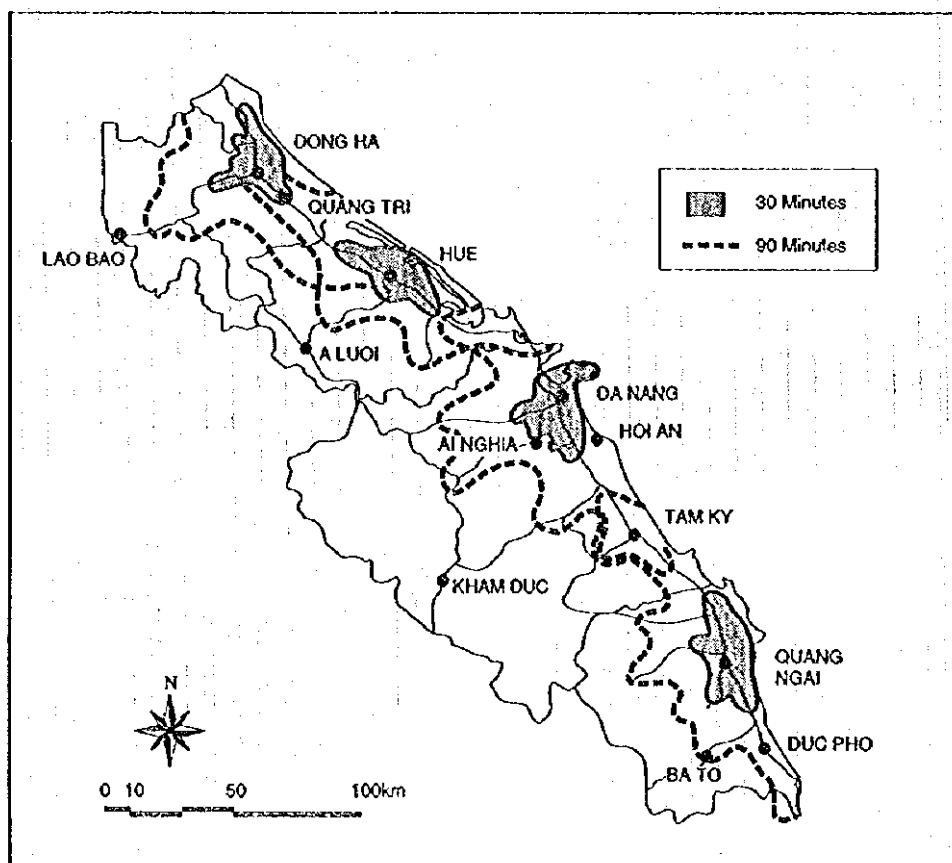 DONG HA
QUANG TRI
LAO BAO
HUE
30 Minutes
90 Minutes
A LUOI
DA NANG
HOI AN
AI NGHIA
TAM KY
KHAM DUC
QUANG
NGAI
DUC PHO
BA TO
N
0 10 50 100km